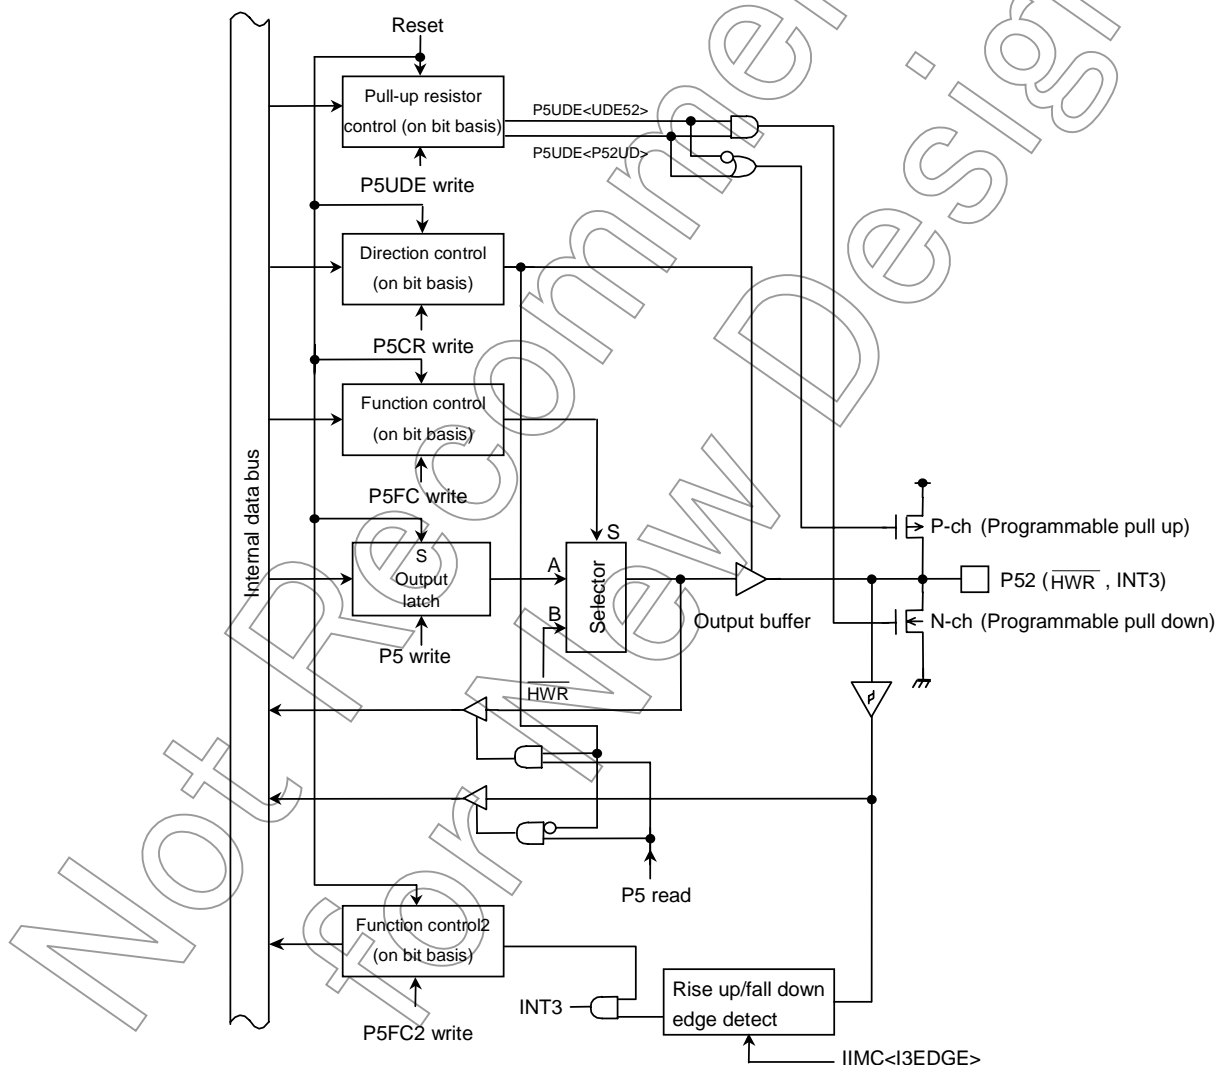 Reset
Pull-up resistor
control (on bit basis)
P5UDE<UDE52>
P5UDE<P52UD>
P5UDE write
Direction control
(on bit basis)
P5CR write
Function control
(on bit basis)
P5FC write
Internal data bus
S
Output
latch
P5 write
A
B
S
Selector
HWR
Output buffer
P-ch (Programmable pull up)
P52 (HWR , INT3)
N-ch (Programmable pull down)
P5 read
Function control2
(on bit basis)
P5FC2 write
INT3
Rise up/fall down
edge detect
IIMC<I3EDGE>
Not Recommen
for New Desig